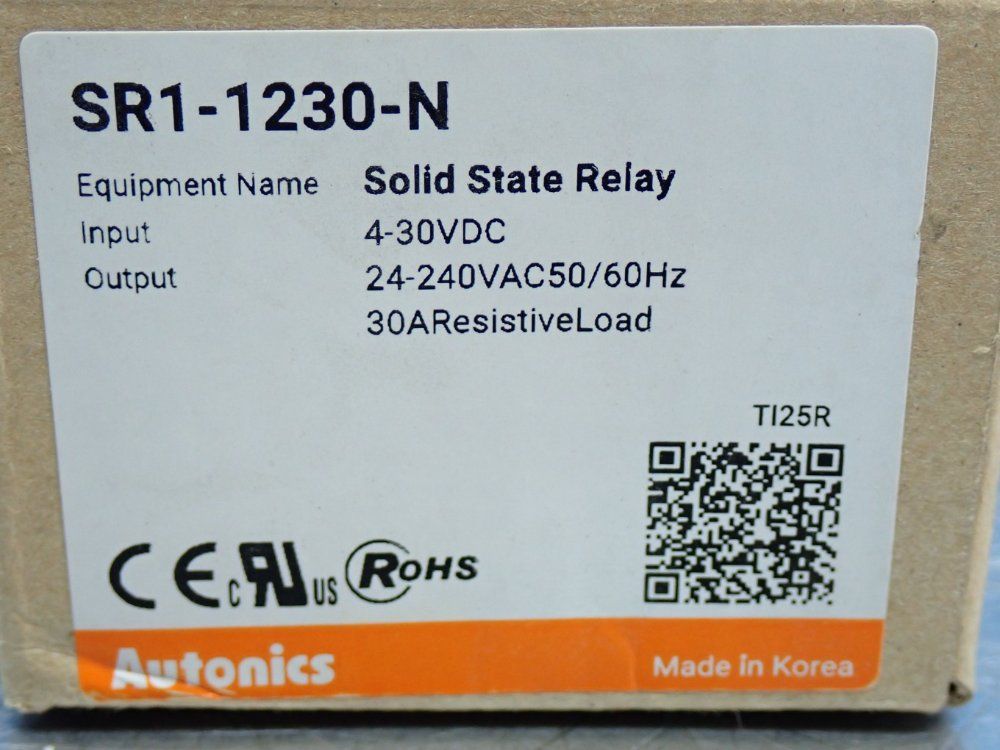 SR1-1230-N
Equipment Name Solid State Relay
Input 4-30VDC
Output 24-240VAC50/60Hz
30AResistiveLoad
TI25R
CE c RU US RoHS
Autonics Made in Korea